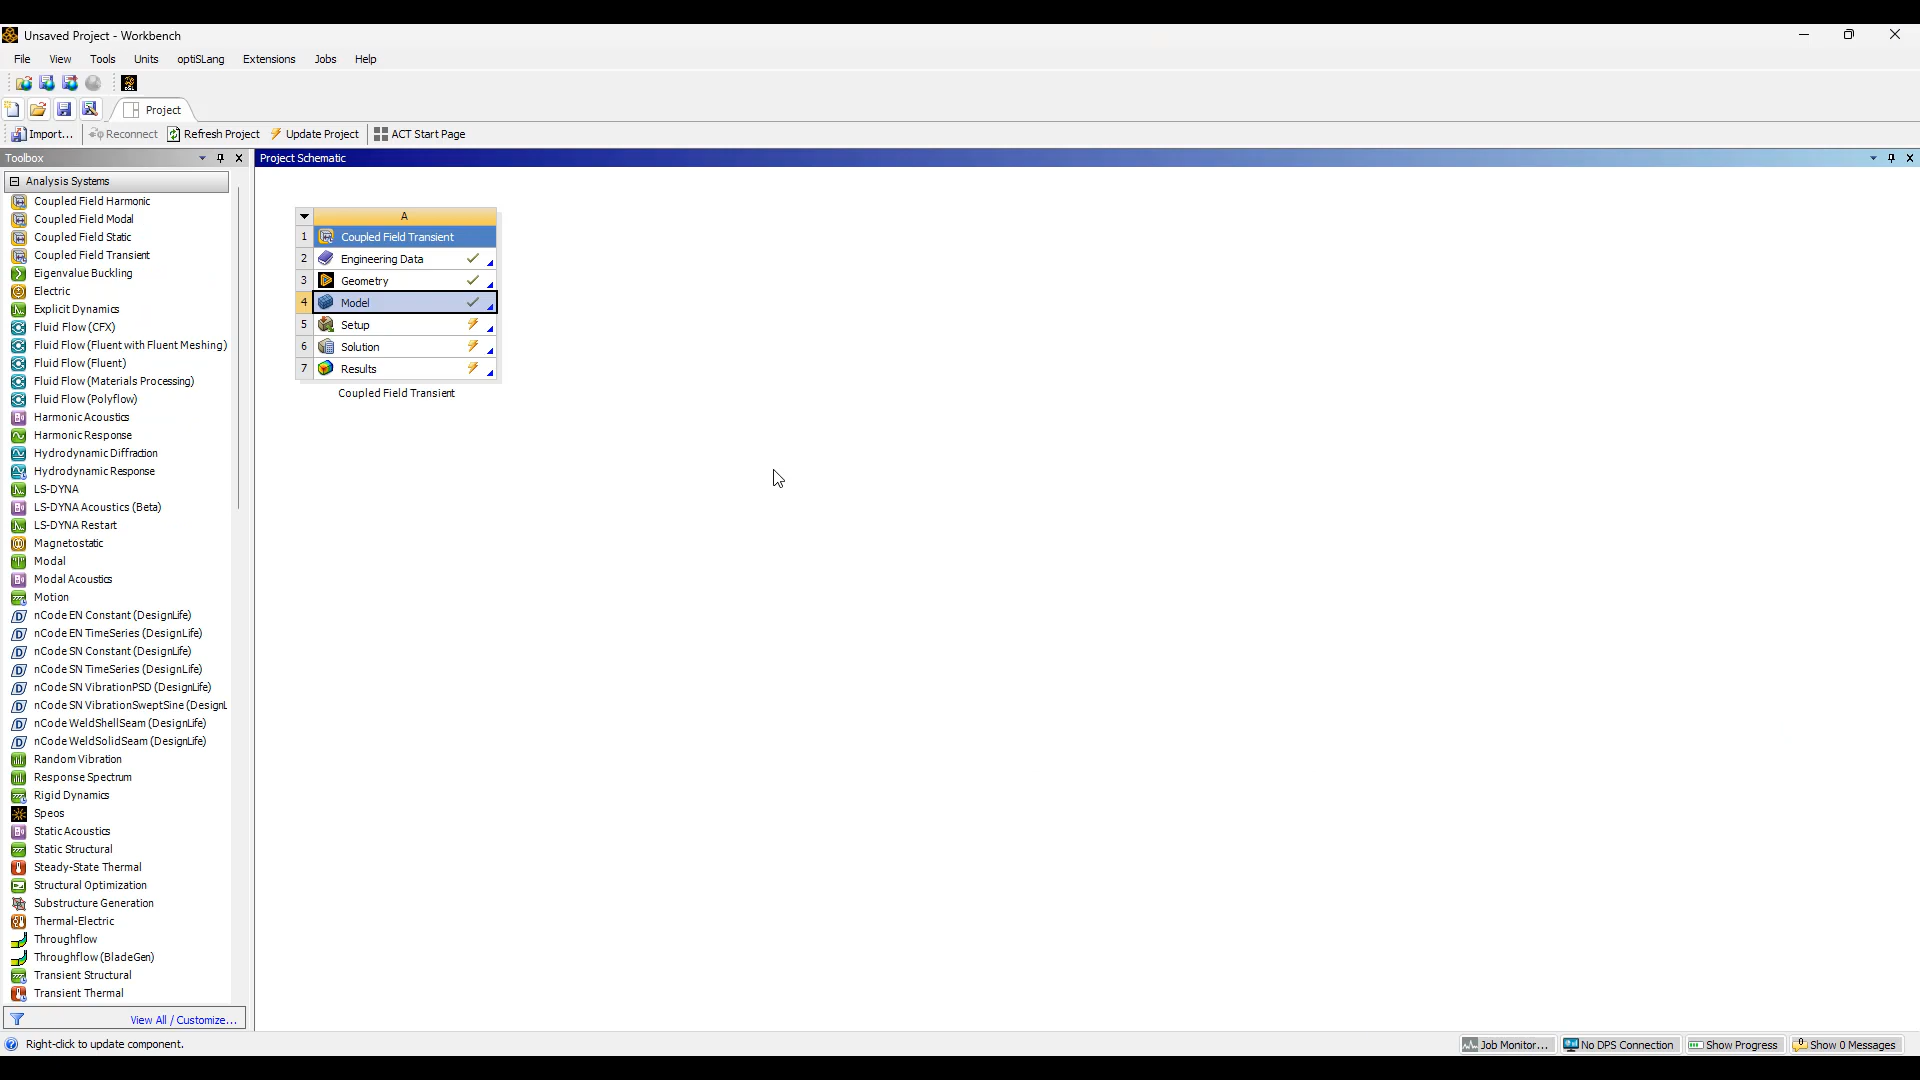 Unsaved Project - Workbench
File View Tools Units optiSLang Extensions Jobs Help
Project
Import... Reconnect Refresh Project Update Project ACT Start Page
Toolbox
Project Schematic
Analysis Systems
Coupled Field Harmonic
Coupled Field Modal
Coupled Field Static
Coupled Field Transient
Eigenvalue Buckling
Electric
Explicit Dynamics
Fluid Flow (CFX)
Fluid Flow (Fluent with Fluent Meshing)
Fluid Flow (Fluent)
Fluid Flow (Materials Processing)
Fluid Flow (Polyflow)
Harmonic Acoustics
Harmonic Response
Hydrodynamic Diffraction
Hydrodynamic Response
LS-DYNA
LS-DYNA Acoustics (Beta)
LS-DYNA Restart
Magnetostatic
Modal
Modal Acoustics
Motion
nCode EN Constant (DesignLife)
nCode EN TimeSeries (DesignLife)
nCode SN Constant (DesignLife)
nCode SN TimeSeries (DesignLife)
nCode SN VibrationPSD (DesignLife)
nCode SN VibrationSweptSine (DesignL
nCode WeldShellSeam (DesignLife)
nCode WeldSolidSeam (DesignLife)
Random Vibration
Response Spectrum
Rigid Dynamics
Speos
Static Acoustics
Static Structural
Steady-State Thermal
Structural Optimization
Substructure Generation
Thermal-Electric
Throughflow
Throughflow (BladeGen)
Transient Structural
Transient Thermal
View All / Customize...
A
1 Coupled Field Transient
2 Engineering Data
3 Geometry
4 Model
5 Setup
6 Solution
7 Results
Coupled Field Transient
Right-click to update component.
Job Monitor... No DPS Connection Show Progress Show 0 Messages